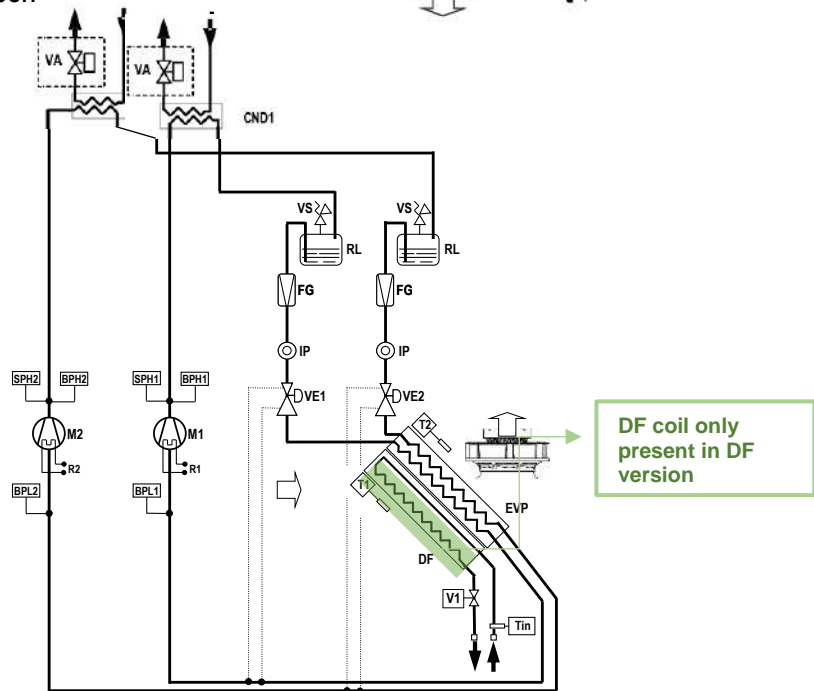 VA
VA
CND1
VS
VS
RL
RL
FG
FG
IP
IP
SPH2
BPH2
SPH1
BPH1
VE1
VE2
T2
DF coil only
present in DF
version
M2
M1
R2
R1
T1
BPL2
BPL1
EVP
DF
V1
Tin